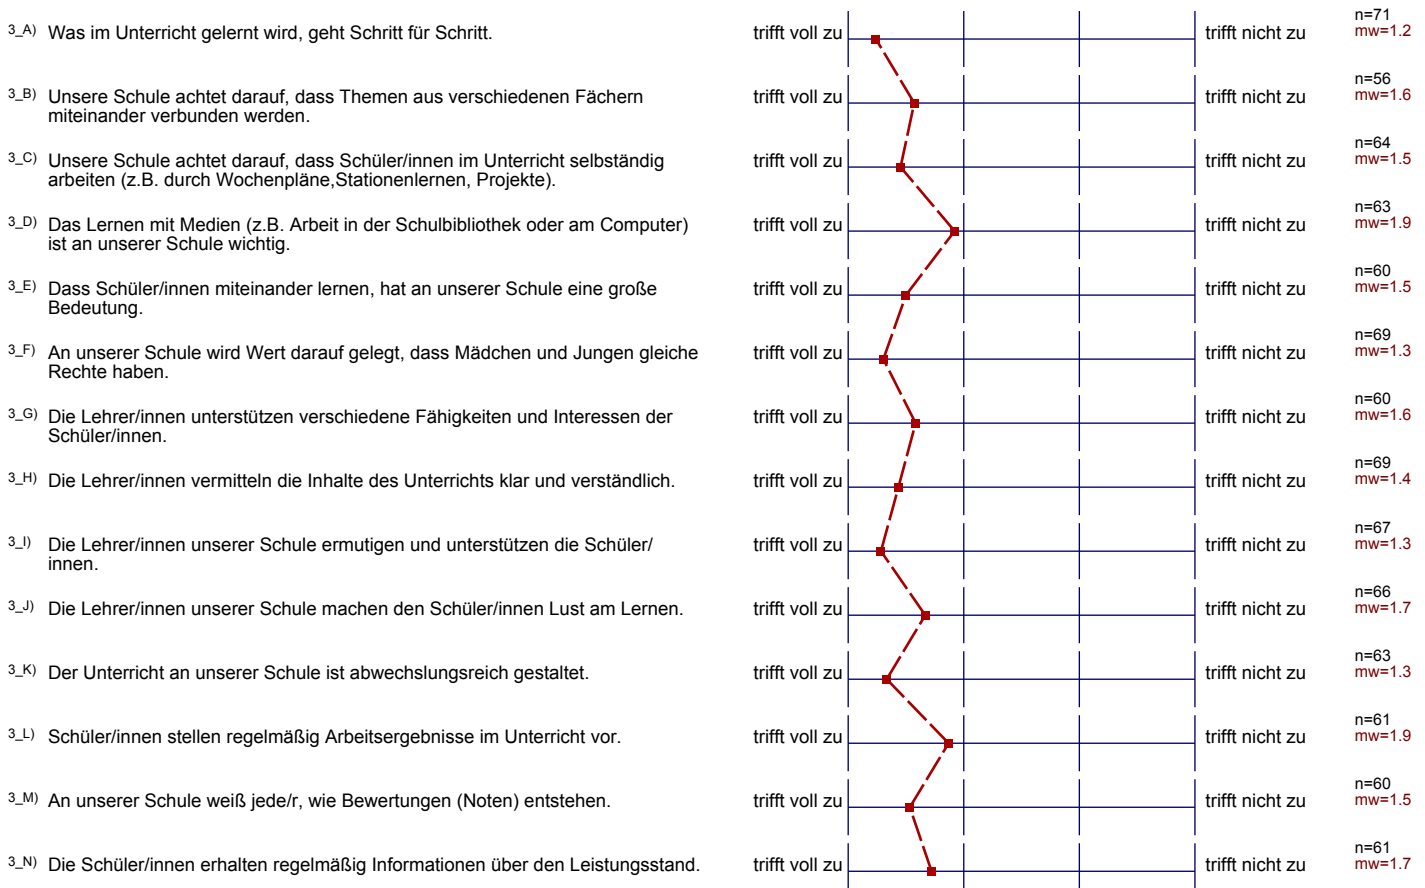 3_A) Was im Unterricht gelernt wird, geht Schritt für Schritt. trifft voll zu trifft nicht zu n=71
mw=1.2
3_B) Unsere Schule achtet darauf, dass Themen aus verschiedenen Fächern trifft voll zu trifft nicht zu n=56
miteinander verbunden werden. mw=1.6
3_C) Unsere Schule achtet darauf, dass Schüler/innen im Unterricht selbständig trifft voll zu trifft nicht zu n=64
arbeiten (z.B. durch Wochenpläne,Stationenlernen, Projekte). mw=1.5
3_D) Das Lernen mit Medien (z.B. Arbeit in der Schulbibliothek oder am Computer) trifft voll zu trifft nicht zu n=63
ist an unserer Schule wichtig. mw=1.9
3_E) Dass Schüler/innen miteinander lernen, hat an unserer Schule eine große trifft voll zu trifft nicht zu n=60
Bedeutung. mw=1.5
3_F) An unserer Schule wird Wert darauf gelegt, dass Mädchen und Jungen gleiche trifft voll zu trifft nicht zu n=69
Rechte haben. mw=1.3
3_G) Die Lehrer/innen unterstützen verschiedene Fähigkeiten und Interessen der trifft voll zu trifft nicht zu n=60
Schüler/innen. mw=1.6
3_H) Die Lehrer/innen vermitteln die Inhalte des Unterrichts klar und verständlich. trifft voll zu trifft nicht zu n=69
mw=1.4
3_I) Die Lehrer/innen unserer Schule ermutigen und unterstützen die Schüler/ trifft voll zu trifft nicht zu n=67
innen. mw=1.3
3_J) Die Lehrer/innen unserer Schule machen den Schüler/innen Lust am Lernen. trifft voll zu trifft nicht zu n=66
mw=1.7
3_K) Der Unterricht an unserer Schule ist abwechslungsreich gestaltet. trifft voll zu trifft nicht zu n=63
mw=1.3
3_L) Schüler/innen stellen regelmäßig Arbeitsergebnisse im Unterricht vor. trifft voll zu trifft nicht zu n=61
mw=1.9
3_M) An unserer Schule weiß jede/r, wie Bewertungen (Noten) entstehen. trifft voll zu trifft nicht zu n=60
mw=1.5
3_N) Die Schüler/innen erhalten regelmäßig Informationen über den Leistungsstand. trifft voll zu trifft nicht zu n=61
mw=1.7